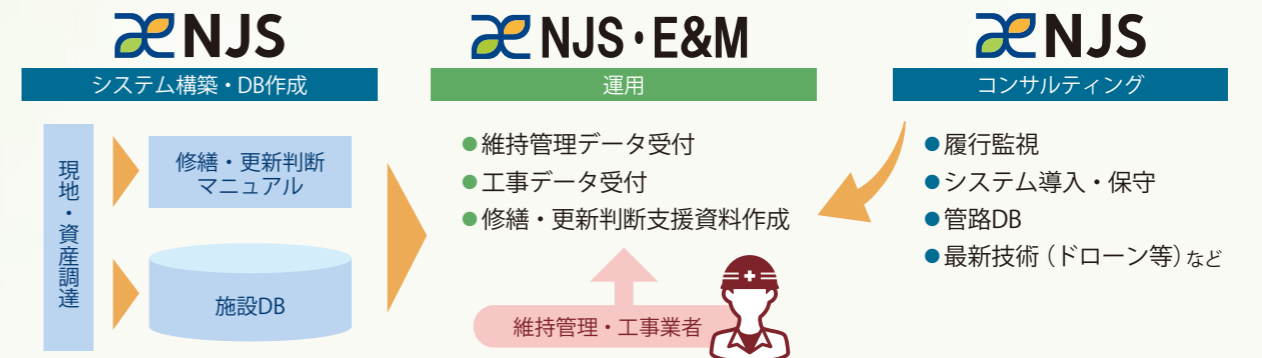 NJS
システム構築・DB作成
現地・資産調達
修繕・更新判断
マニュアル
施設DB
NJS・E&M
運用
●維持管理データ受付
●工事データ受付
●修繕・更新判断支援資料作成
維持管理・工事業者
NJS
コンサルティング
●履行監視
●システム導入・保守
●管路DB
●最新技術（ドローン等）など